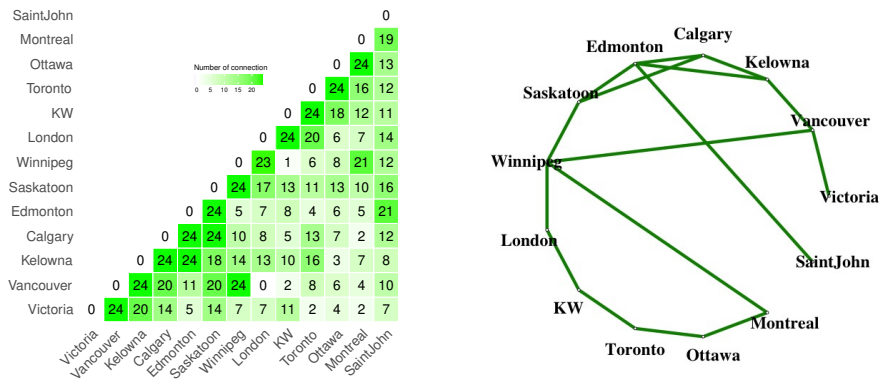 SaintJohn 0
Montreal 0 19
Ottawa 0 24 13
Toronto 0 24 16 12
KW 0 24 18 12 11
London 0 24 20 6 7 14
Winnipeg 0 23 1 6 8 21 12
Saskatoon 0 24 17 13 11 13 10 16
Edmonton 0 24 5 7 8 4 6 5 21
Calgary 0 24 24 10 8 5 13 7 2 12
Kelowna 0 24 24 18 14 13 10 16 3 7 8
Vancouver 0 24 20 11 20 24 0 2 8 6 4 10
Victoria 0 24 20 14 5 14 7 7 11 2 4 2 7
Number of connection
0 5 10 15 20
Victoria
Vancouver
Kelowna
Calgary
Edmonton
Saskatoon
Winnipeg
London
KW
Toronto
Ottawa
Montreal
SaintJohn
Calgary
Edmonton
Kelowna
Saskatoon
Vancouver
Winnipeg
Victoria
London
SaintJohn
KW
Montreal
Toronto
Ottawa